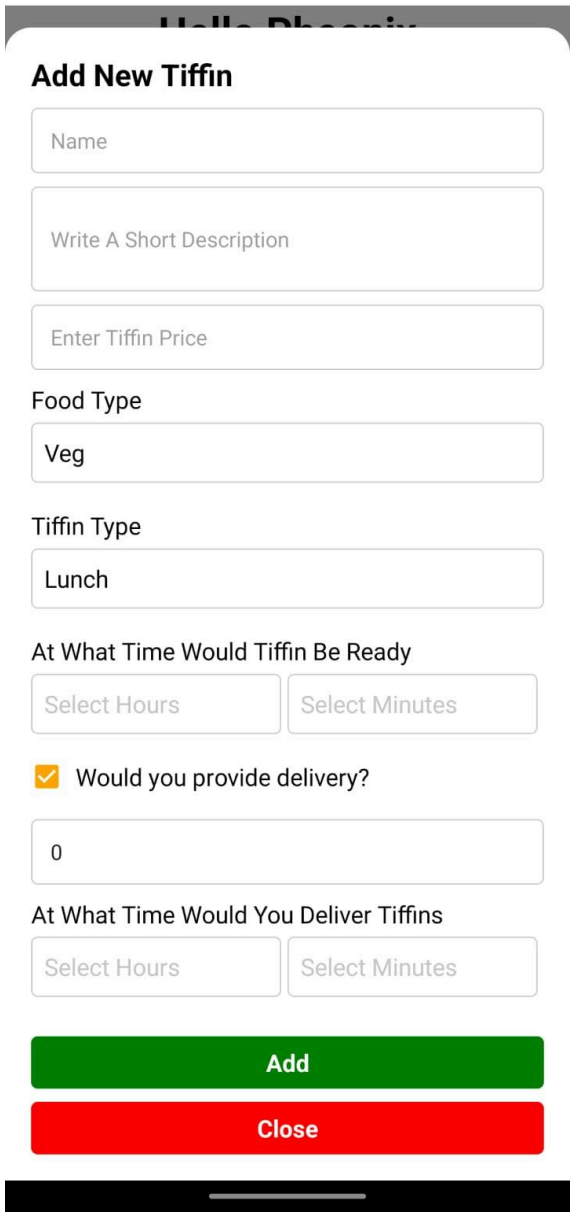 Hello Phoenix
Add New Tiffin
Name
Write A Short Description
Enter Tiffin Price
Food Type
Veg
Tiffin Type
Lunch
At What Time Would Tiffin Be Ready
Select Hours Select Minutes
Would you provide delivery?
0
At What Time Would You Deliver Tiffins
Select Hours Select Minutes
Add
Close